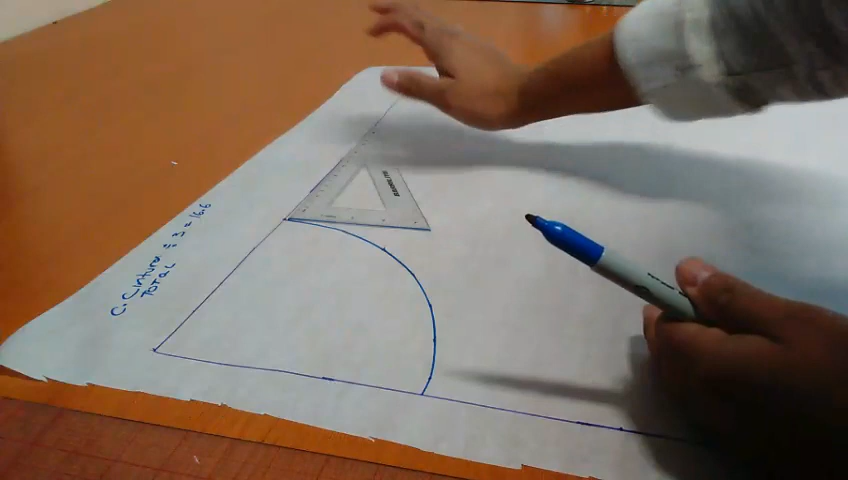 C. Cintura ÷ 3 = 16.6
TOTAL